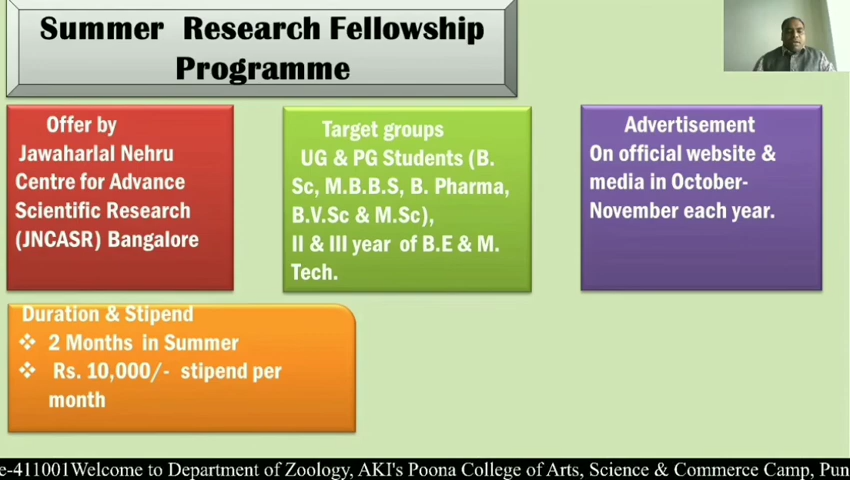 Summer Research Fellowship
Programme
Offer by
Jawaharlal Nehru
Centre for Advance
Scientific Research
(JNCASR) Bangalore
Target groups
UG & PG Students (B.
Sc, M.B.B.S, B. Pharma,
B.V.Sc & M.Sc),
II & III year of B.E & M.
Tech.
Advertisement
On official website &
media in October-
November each year.
Duration & Stipend
❖ 2 Months in Summer
❖ Rs. 10,000/- stipend per
month
e-411001Welcome to Department of Zoology, AKI's Poona College of Arts, Science & Commerce Camp, Pun